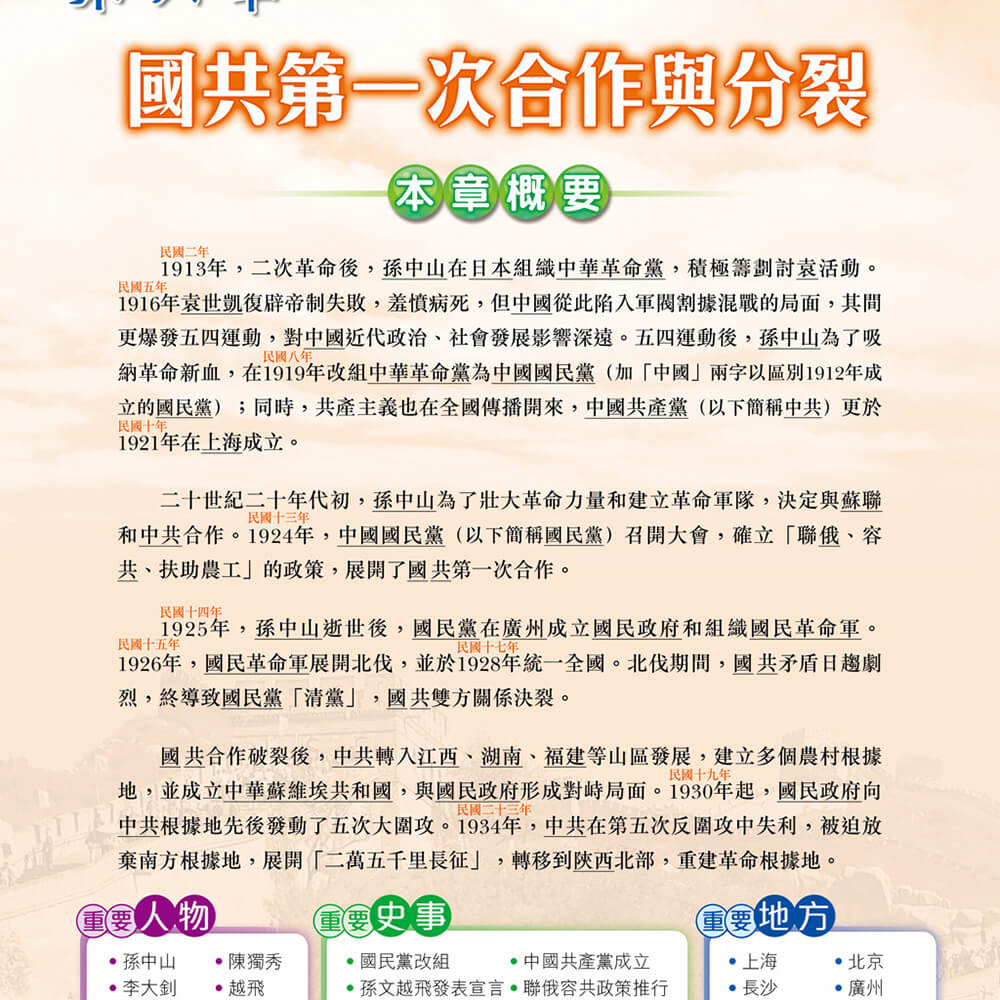 國共第一次合作與分裂
本章概要
民國二年
1913年，二次革命後，孫中山在日本組織中華革命黨，積極籌劃討袁活動。
民國五年
1916年袁世凱復辟帝制失敗，羞憤病死，但中國從此陷入軍閥割據混戰的局面，其間
更爆發五四運動，對中國近代政治、社會發展影響深遠。五四運動後，孫中山為了吸
民國八年
納革命新血，在1919年改組中華革命黨為中國國民黨（加「中國」兩字以區別1912年成
立的國民黨）；同時，共產主義也在全國傳播開來，中國共產黨（以下簡稱中共）更於
民國十年
1921年在上海成立。
二十世紀二十年代初，孫中山為了壯大革命力量和建立革命軍隊，決定與蘇聯
民國十三年
和中共合作。1924年，中國國民黨（以下簡稱國民黨）召開大會，確立「聯俄、容
共、扶助農工」的政策，展開了國共第一次合作。
民國十四年
1925年，孫中山逝世後，國民黨在廣州成立國民政府和組織國民革命軍。
民國十五年 民國十七年
1926年，國民革命軍展開北伐，並於1928年統一全國。北伐期間，國共矛盾日趨劇
烈，終導致國民黨「清黨」，國共雙方關係決裂。
國共合作破裂後，中共轉入江西、湖南、福建等山區發展，建立多個農村根據
民國十九年
地，並成立中華蘇維埃共和國，與國民政府形成對峙局面。1930年起，國民政府向
民國二十三年
中共根據地先後發動了五次大圍攻。1934年，中共在第五次反圍攻中失利，被迫放
棄南方根據地，展開「二萬五千里長征」，轉移到陝西北部，重建革命根據地。
重要人物 重要史事 重要地方
•孫中山 •陳獨秀 •國民黨改組 •中國共產黨成立 •上海 •北京
•李大釗 •越飛 •孫文越飛發表宣言 •聯俄容共政策推行 •長沙 •廣州